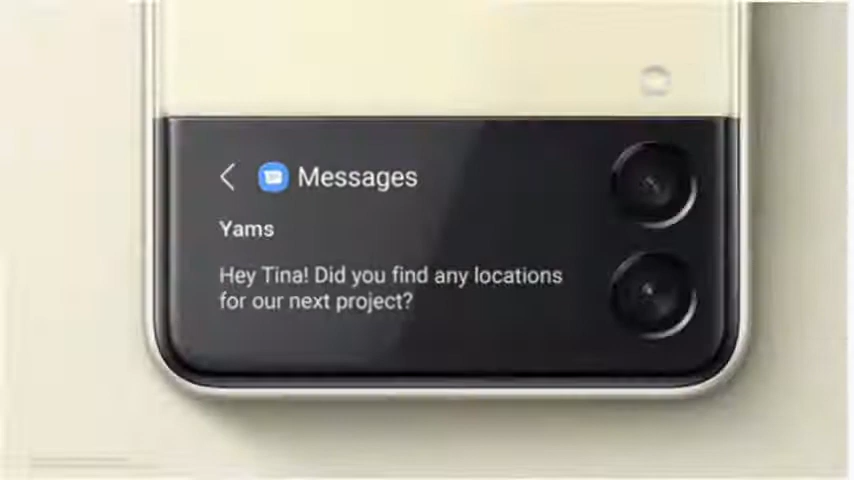 Messages
Yams
Hey Tina! Did you find any locations
for our next project?